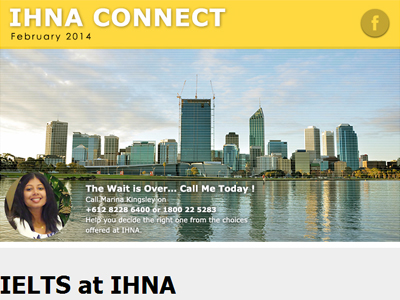 IHNA CONNECT
February 2014
The Wait is Over... Call Me Today !
Call Marina Kingsley on
+612 8228 6400 or 1800 22 5283
Help you decide the right one from the choices
offered at IHNA.
IELTS at IHNA